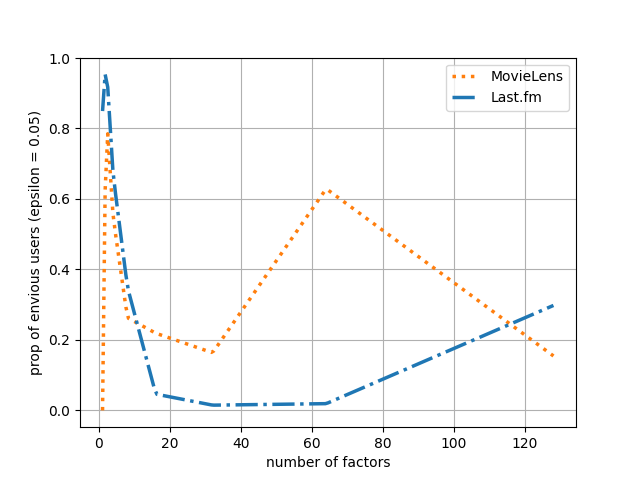 MovieLens
Last.fm
prop of envious users (epsilon = 0.05)
1.0
0.8
0.6
0.4
0.2
0.0
0 20 40 60 80 100 120
number of factors